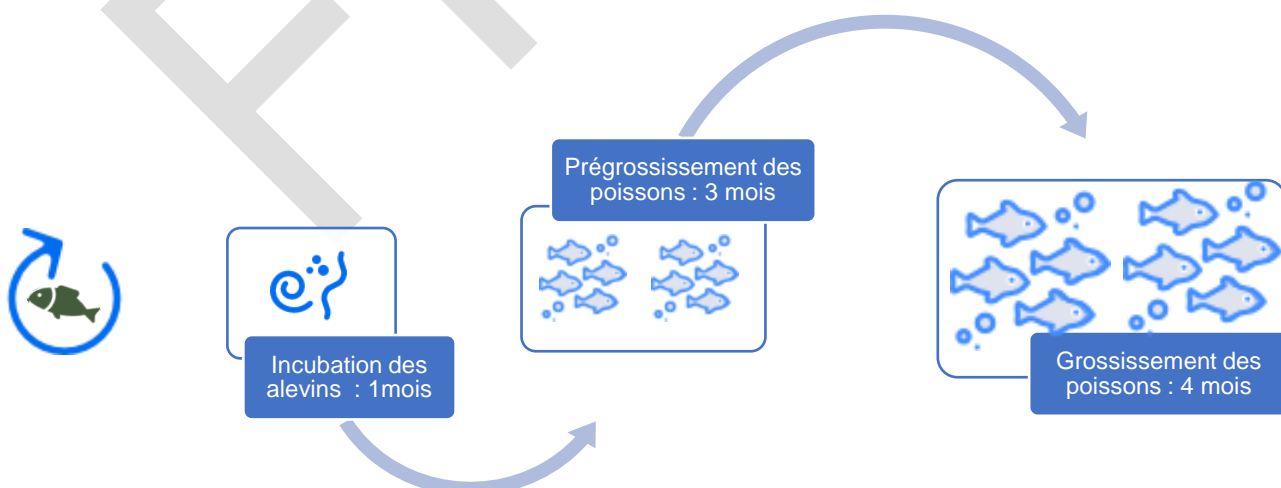 Prégrossissement des
poissons : 3 mois
Incubation des
alevins : 1mois
Grossissement des
poissons : 4 mois